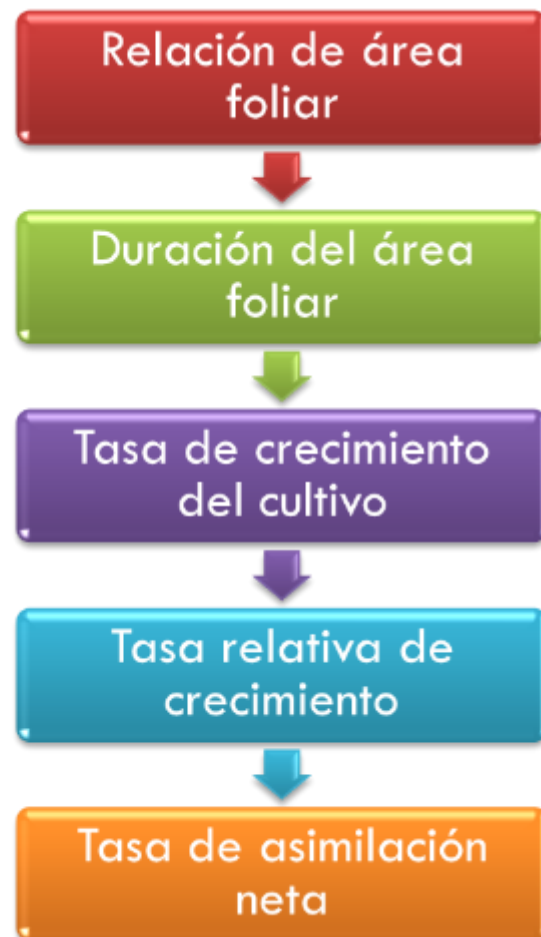 Relación de área
foliar
Duración del área
foliar
Tasa de crecimiento
del cultivo
Tasa relativa de
crecimiento
Tasa de asimilación
neta